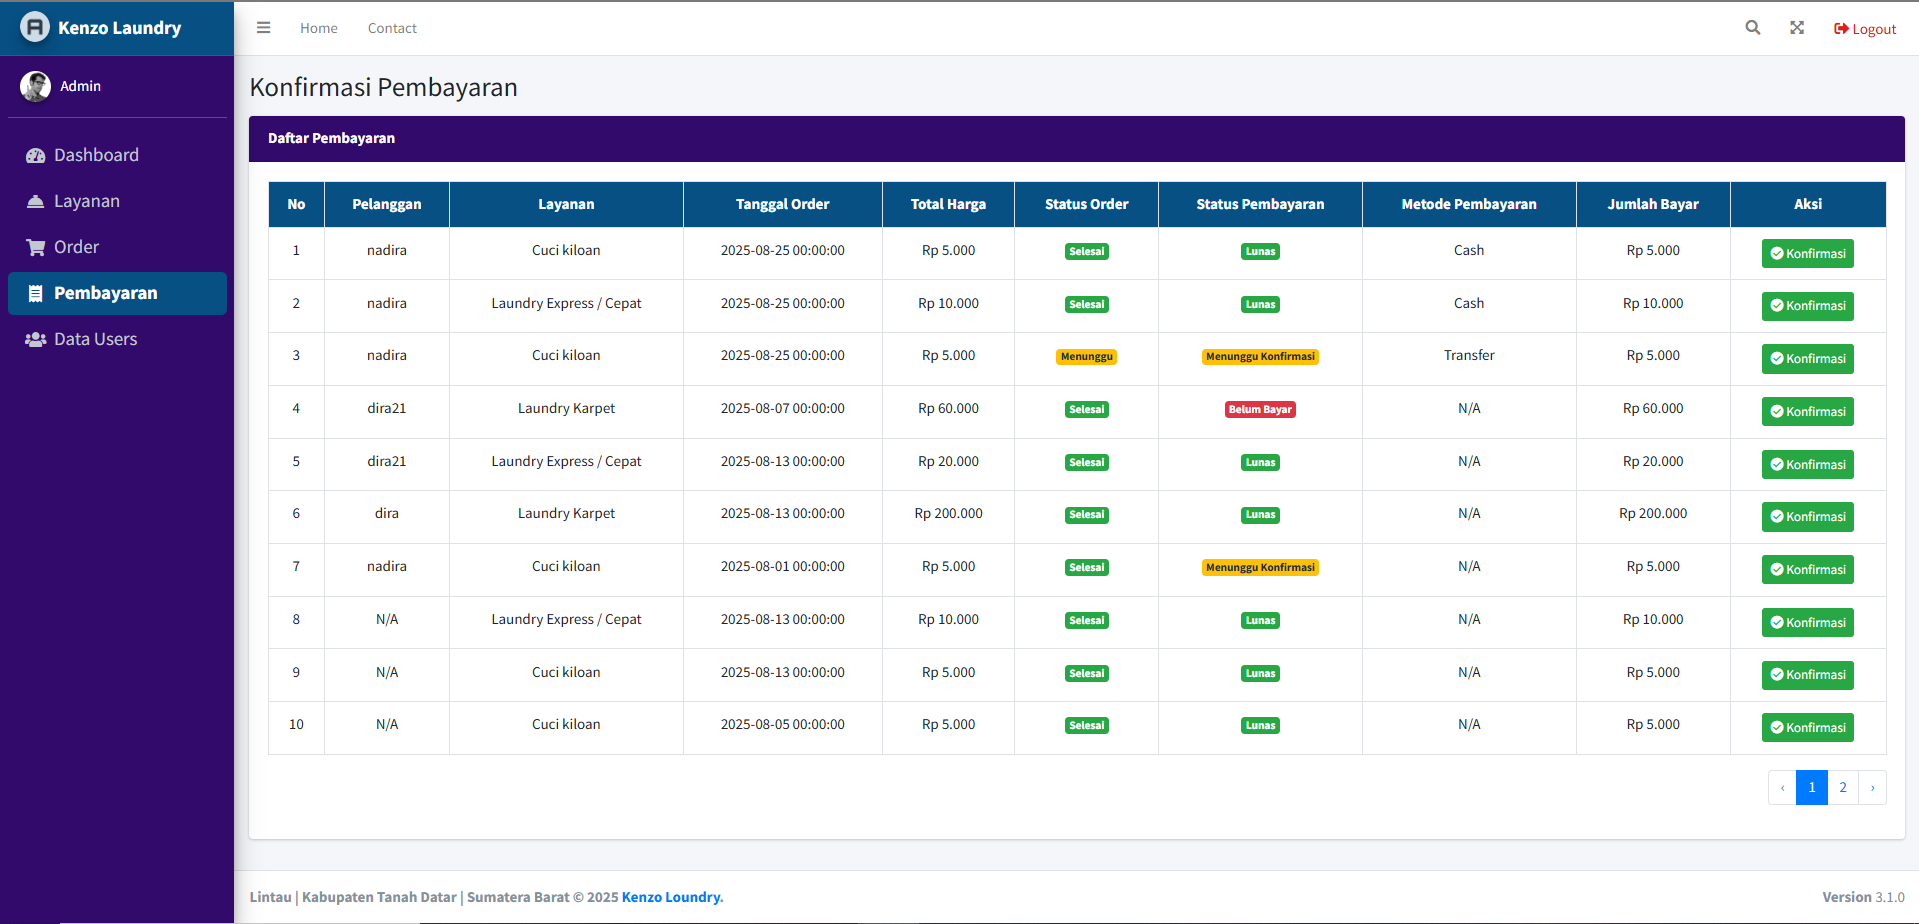 Kenzo Laundry
Home Contact Logout
Admin
Dashboard
Layanan
Order
Pembayaran
Data Users
Konfirmasi Pembayaran
Daftar Pembayaran
No Pelanggan Layanan Tanggal Order Total Harga Status Order Status Pembayaran Metode Pembayaran Jumlah Bayar Aksi
1 nadira Cuci kiloan 2025-08-25 00:00:00 Rp 5.000 Selesai Lunas Cash Rp 5.000 Konfirmasi
2 nadira Laundry Express / Cepat 2025-08-25 00:00:00 Rp 10.000 Selesai Lunas Cash Rp 10.000 Konfirmasi
3 nadira Cuci kiloan 2025-08-25 00:00:00 Rp 5.000 Menunggu Menunggu Konfirmasi Transfer Rp 5.000 Konfirmasi
4 dira21 Laundry Karpet 2025-08-07 00:00:00 Rp 60.000 Selesai Belum Bayar N/A Rp 60.000 Konfirmasi
5 dira21 Laundry Express / Cepat 2025-08-13 00:00:00 Rp 20.000 Selesai Lunas N/A Rp 20.000 Konfirmasi
6 dira Laundry Karpet 2025-08-13 00:00:00 Rp 200.000 Selesai Lunas N/A Rp 200.000 Konfirmasi
7 nadira Cuci kiloan 2025-08-01 00:00:00 Rp 5.000 Selesai Menunggu Konfirmasi N/A Rp 5.000 Konfirmasi
8 N/A Laundry Express / Cepat 2025-08-13 00:00:00 Rp 10.000 Selesai Lunas N/A Rp 10.000 Konfirmasi
9 N/A Cuci kiloan 2025-08-13 00:00:00 Rp 5.000 Selesai Lunas N/A Rp 5.000 Konfirmasi
10 N/A Cuci kiloan 2025-08-05 00:00:00 Rp 5.000 Selesai Lunas N/A Rp 5.000 Konfirmasi
‹ 1 2 ›
Lintau | Kabupaten Tanah Datar | Sumatera Barat © 2025 Kenzo Loundry. Version 3.1.0